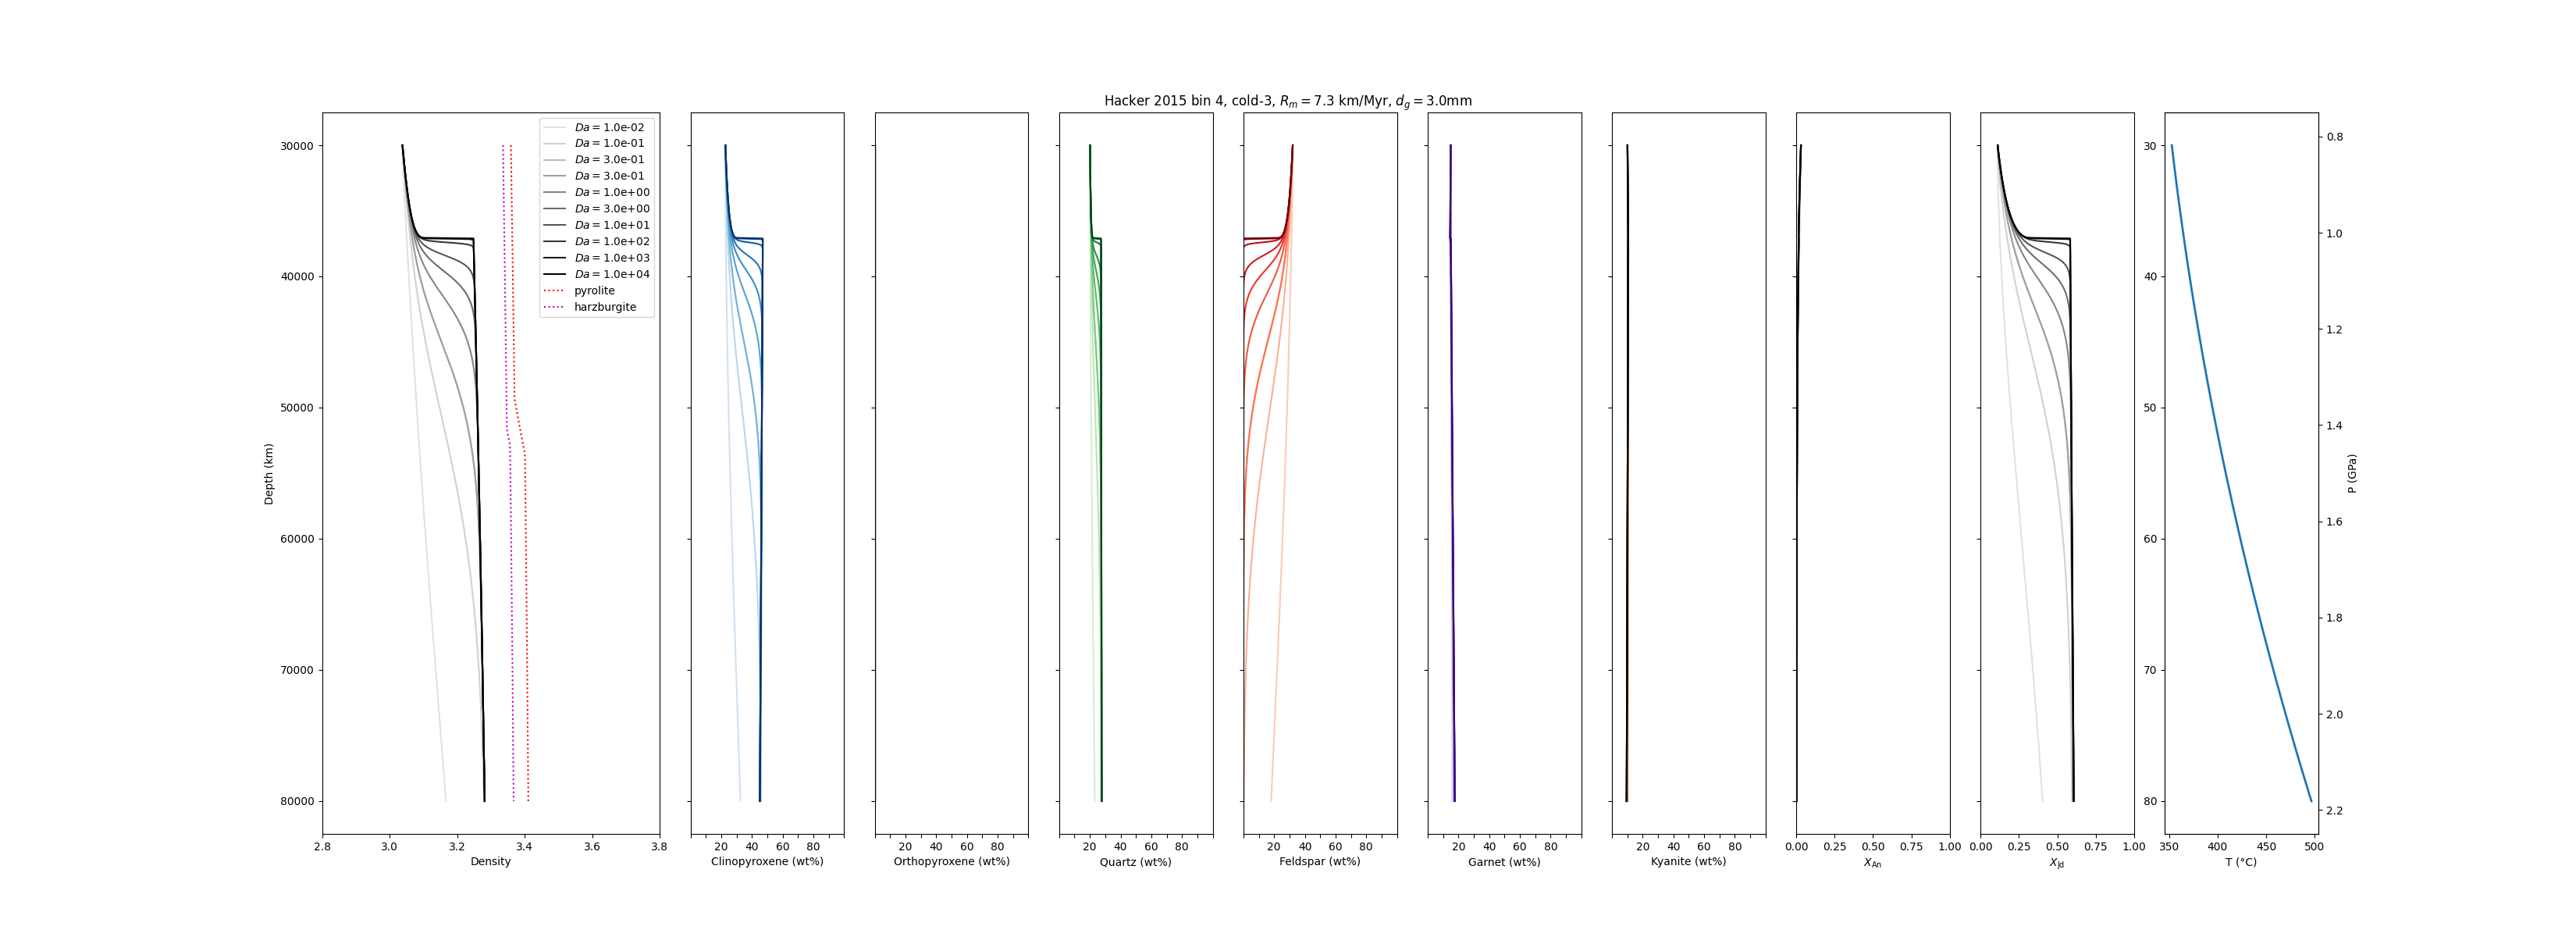 Hacker 2015 bin 4, cold-3, Rm = 7.3 km/Myr, dg = 3.0mm
Da = 1.0e-02
Da = 1.0e-01
Da = 3.0e-01
Da = 3.0e-01
Da = 1.0e+00
Da = 3.0e+00
Da = 1.0e+01
Da = 1.0e+02
Da = 1.0e+03
Da = 1.0e+04
pyrolite
harzburgite
Depth (km)
30000
40000
50000
60000
70000
80000
2.8 3.0 3.2 3.4 3.6 3.8
Density
20 40 60 80
Clinopyroxene (wt%)
20 40 60 80
Orthopyroxene (wt%)
20 40 60 80
Quartz (wt%)
20 40 60 80
Feldspar (wt%)
20 40 60 80
Garnet (wt%)
20 40 60 80
Kyanite (wt%)
0.00 0.25 0.50 0.75 1.00
XAn
0.00 0.25 0.50 0.75 1.00
XJd
30
40
50
60
70
80
350 400 450 500
T (°C)
0.8
1.0
1.2
1.4
1.6
1.8
2.0
2.2
P (GPa)